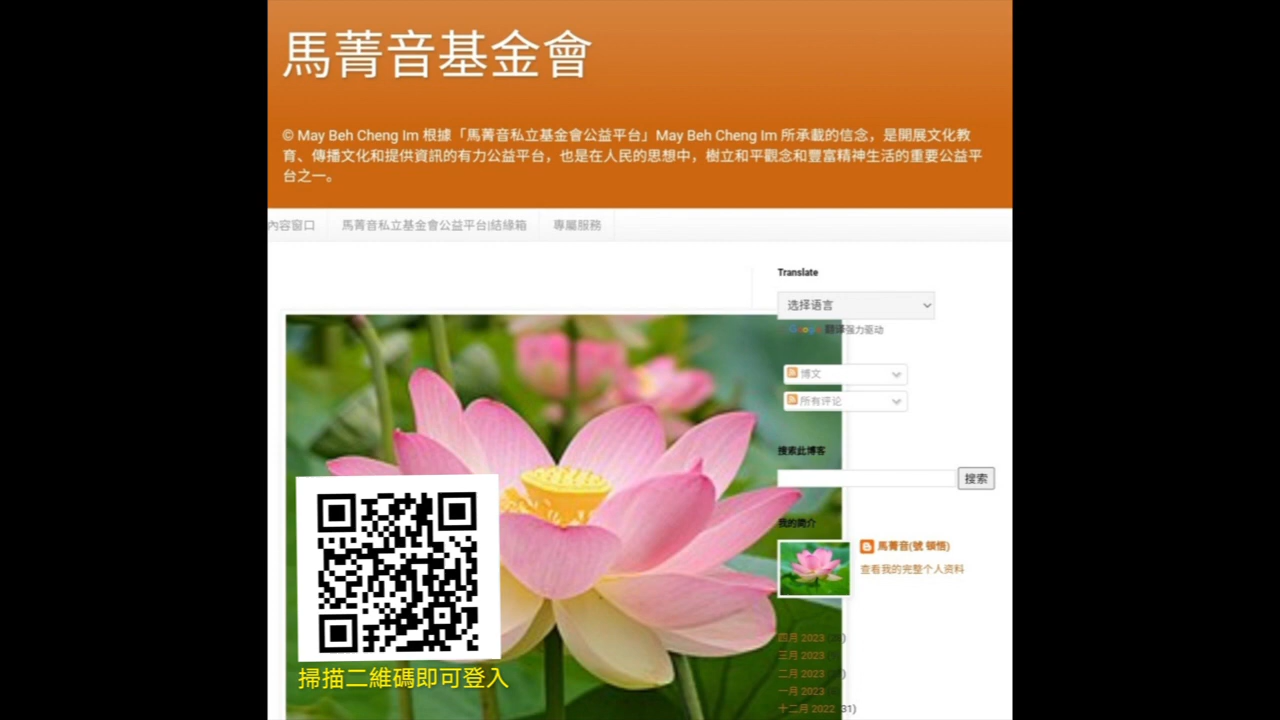 馬菁音基金會
© May Beh Cheng Im 根據「馬菁音私立基金會公益平台」May Beh Cheng Im 所承載的信念，是開展文化教
育、傳播文化和提供資訊的有力公益平台，也是在人民的思想中，樹立和平觀念和豐富精神生活的重要公益平
台之一。
內容窗口
馬菁音私立基金會公益平台|結緣箱
專屬服務
Translate
选择语言
Google 翻译强力驱动
博文
所有评论
搜索此博客
搜索
我的简介
馬菁音(號 頓悟)
查看我的完整个人资料
四月 2023
三月 2023
二月 2023
一月 2023
十二月 2022 (31)
掃描二維碼即可登入